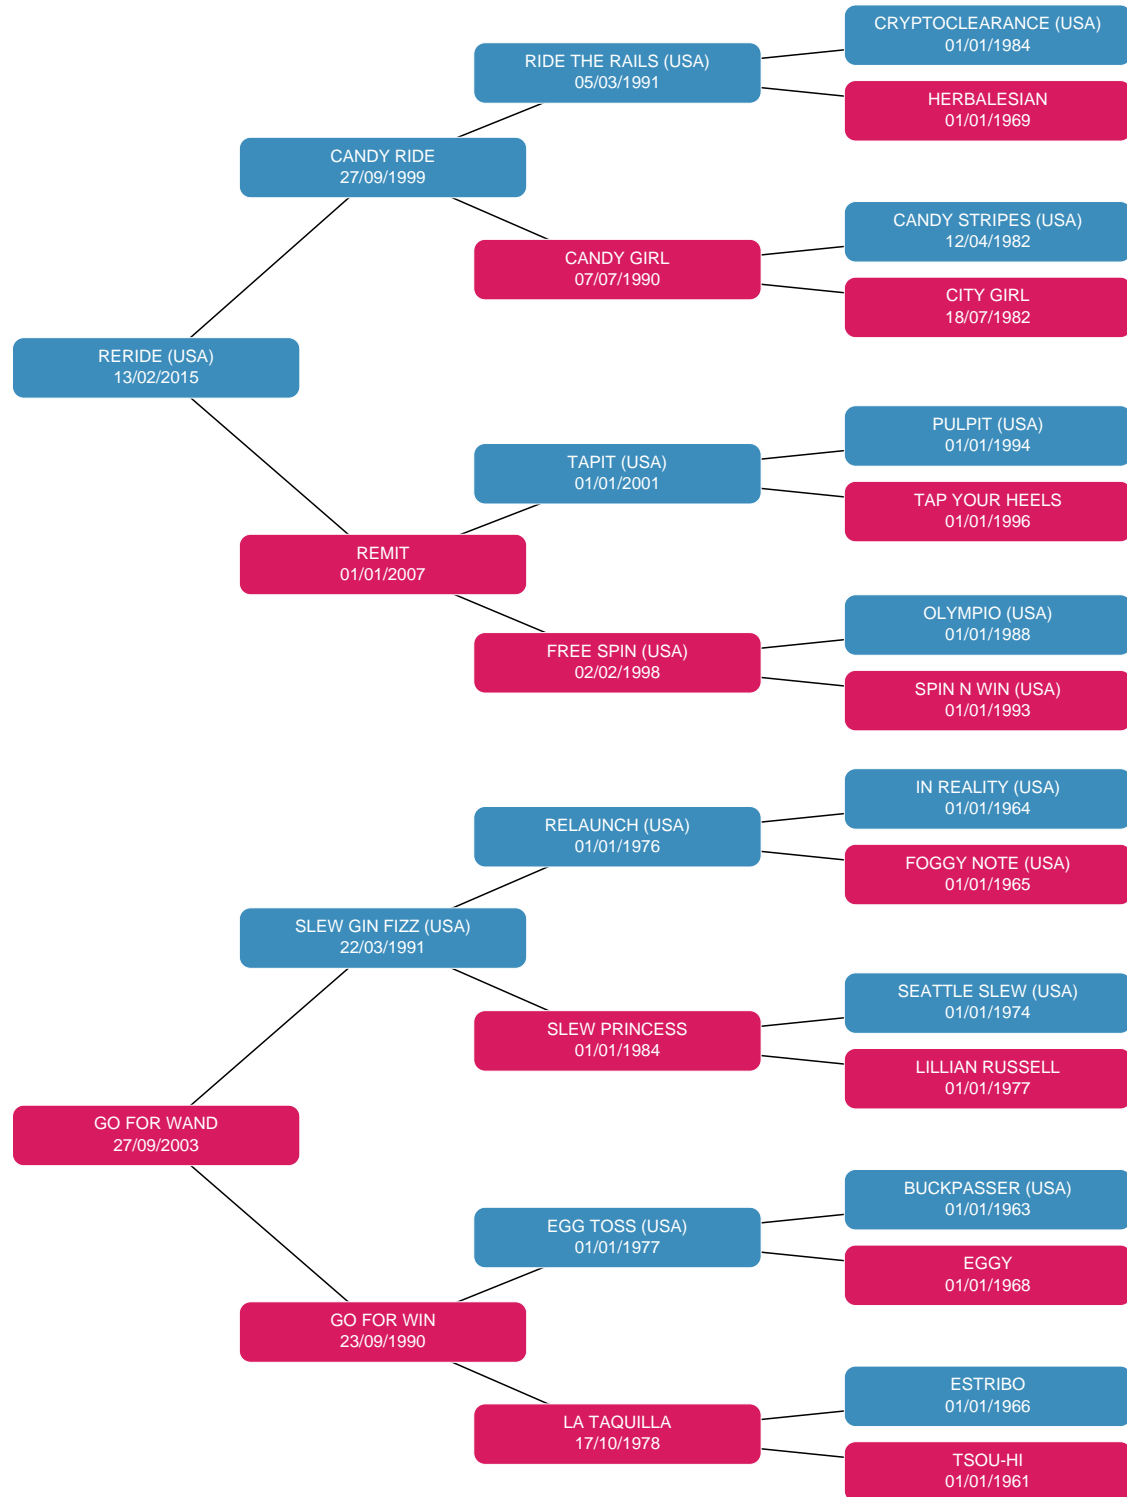 CRYPTOCLEARANCE (USA)
01/01/1984
RIDE THE RAILS (USA)
05/03/1991
HERBALESIAN
01/01/1969
CANDY RIDE
27/09/1999
CANDY STRIPES (USA)
12/04/1982
CANDY GIRL
07/07/1990
CITY GIRL
18/07/1982
RERIDE (USA)
13/02/2015
PULPIT (USA)
01/01/1994
TAPIT (USA)
01/01/2001
TAP YOUR HEELS
01/01/1996
REMIT
01/01/2007
OLYMPIO (USA)
01/01/1988
FREE SPIN (USA)
02/02/1998
SPIN N WIN (USA)
01/01/1993
IN REALITY (USA)
01/01/1964
RELAUNCH (USA)
01/01/1976
FOGGY NOTE (USA)
01/01/1965
SLEW GIN FIZZ (USA)
22/03/1991
SEATTLE SLEW (USA)
01/01/1974
SLEW PRINCESS
01/01/1984
LILLIAN RUSSELL
01/01/1977
GO FOR WAND
27/09/2003
BUCKPASSER (USA)
01/01/1963
EGG TOSS (USA)
01/01/1977
EGGY
01/01/1968
GO FOR WIN
23/09/1990
ESTRIBO
01/01/1966
LA TAQUILLA
17/10/1978
TSOU-HI
01/01/1961